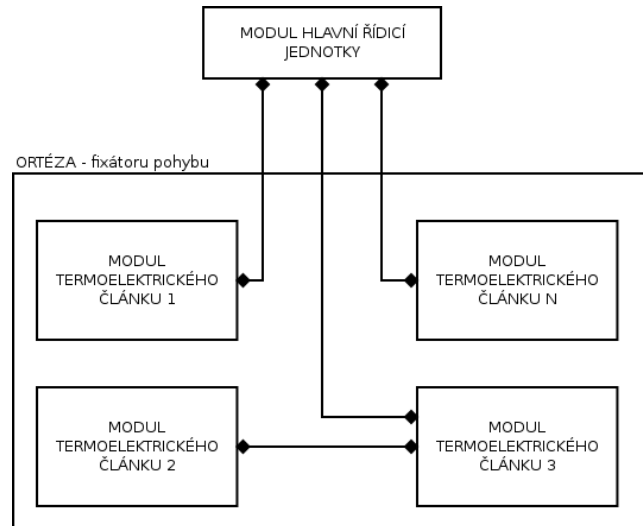 MODUL HLAVNÍ ŘÍDICÍ
JEDNOTKY
ORTÉZA - fixátoru pohybu
MODUL
TERMOELEKTRICKÉHO
ČLÁNKU 1
MODUL
TERMOELEKTRICKÉHO
ČLÁNKU N
MODUL
TERMOELEKTRICKÉHO
ČLÁNKU 2
MODUL
TERMOELEKTRICKÉHO
ČLÁNKU 3